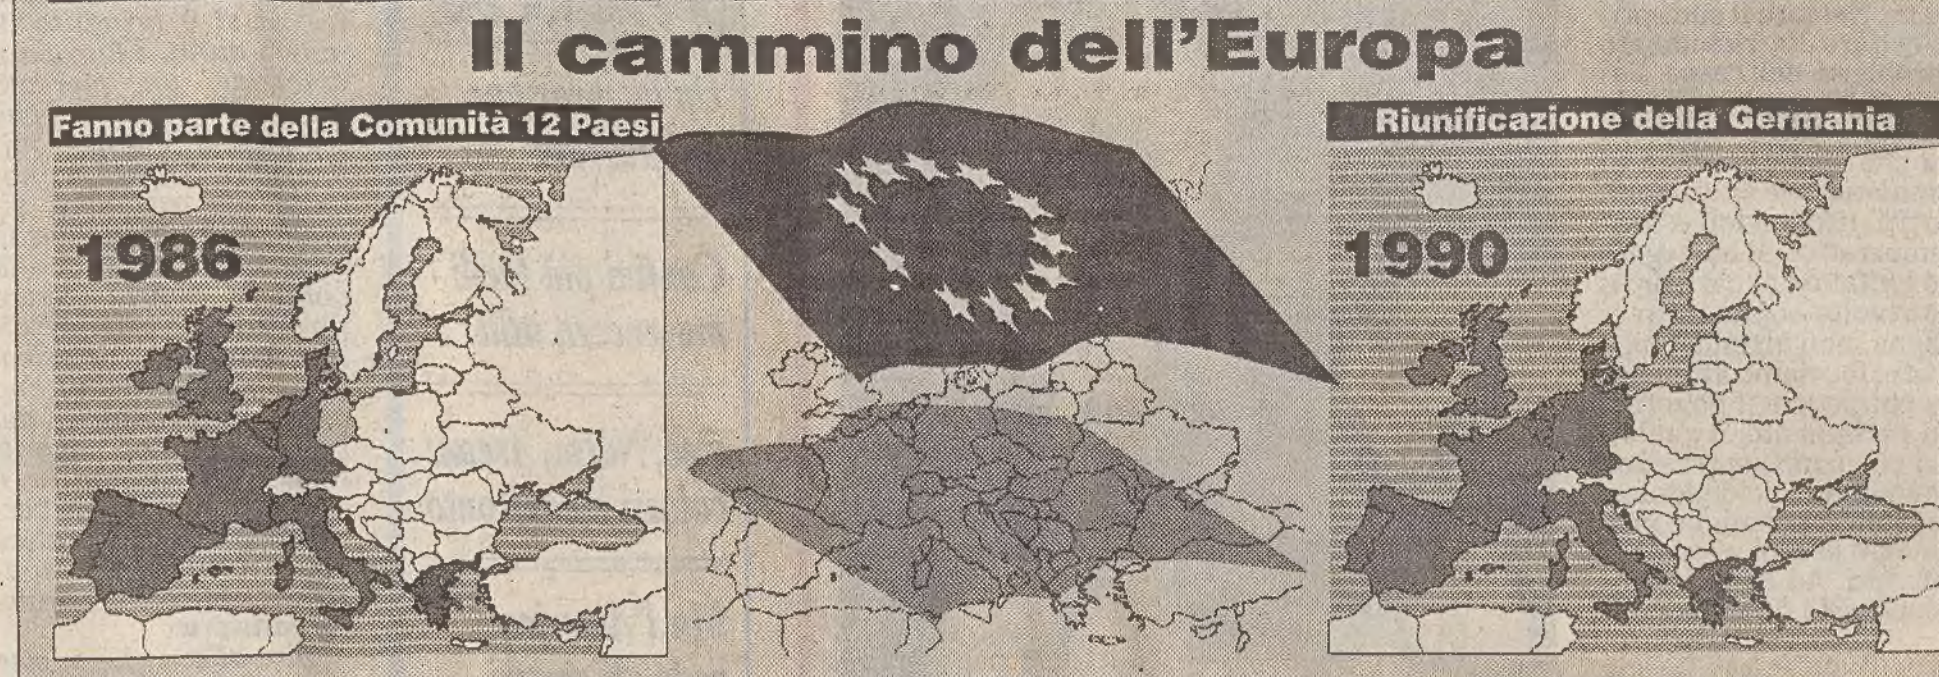 Il cammino dell'Europa
Fanno parte della Comunità 12 Paesi
1986
Riunificazione della Germania
1990